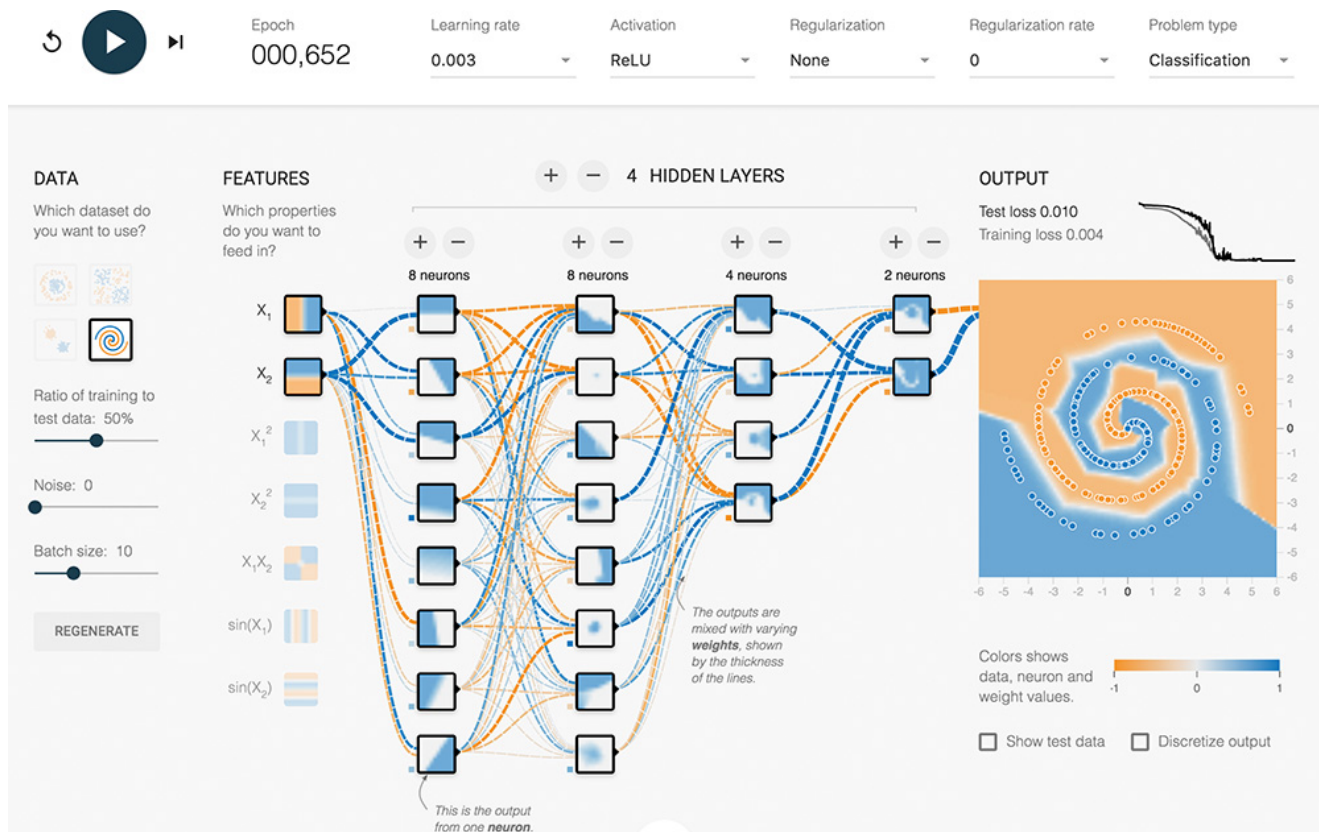 Epoch
000,652
Learning rate
0.003
Activation
ReLU
Regularization
None
Regularization rate
0
Problem type
Classification
DATA
Which dataset do
you want to use?
Ratio of training to
test data: 50%
Noise: 0
Batch size: 10
REGENERATE
FEATURES
Which properties
do you want to
feed in?
X₁
X₂
X₁²
X₂²
X₁X₂
sin(X₁)
sin(X₂)
+ − 4 HIDDEN LAYERS
+ −
8 neurons
+ −
8 neurons
+ −
4 neurons
+ −
2 neurons
This is the output
from one neuron.
The outputs are
mixed with varying
weights, shown
by the thickness
of the lines.
OUTPUT
Test loss 0.010
Training loss 0.004
6
5
4
3
2
1
0
-1
-2
-3
-4
-5
-6
-6 -5 -4 -3 -2 -1 0 1 2 3 4 5 6
Colors shows
data, neuron and
weight values.
-1 0 1
Show test data
Discretize output